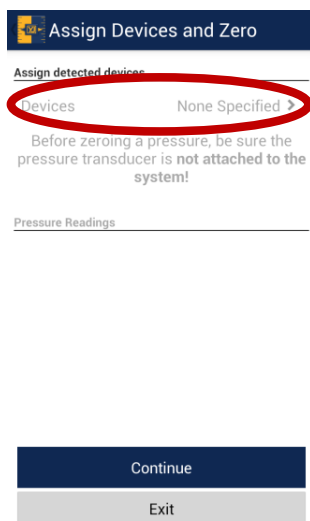 Assign Devices and Zero
Assign detected devices
Devices None Specified >
Before zeroing a pressure, be sure the
pressure transducer is not attached to the
system!
Pressure Readings
Continue
Exit